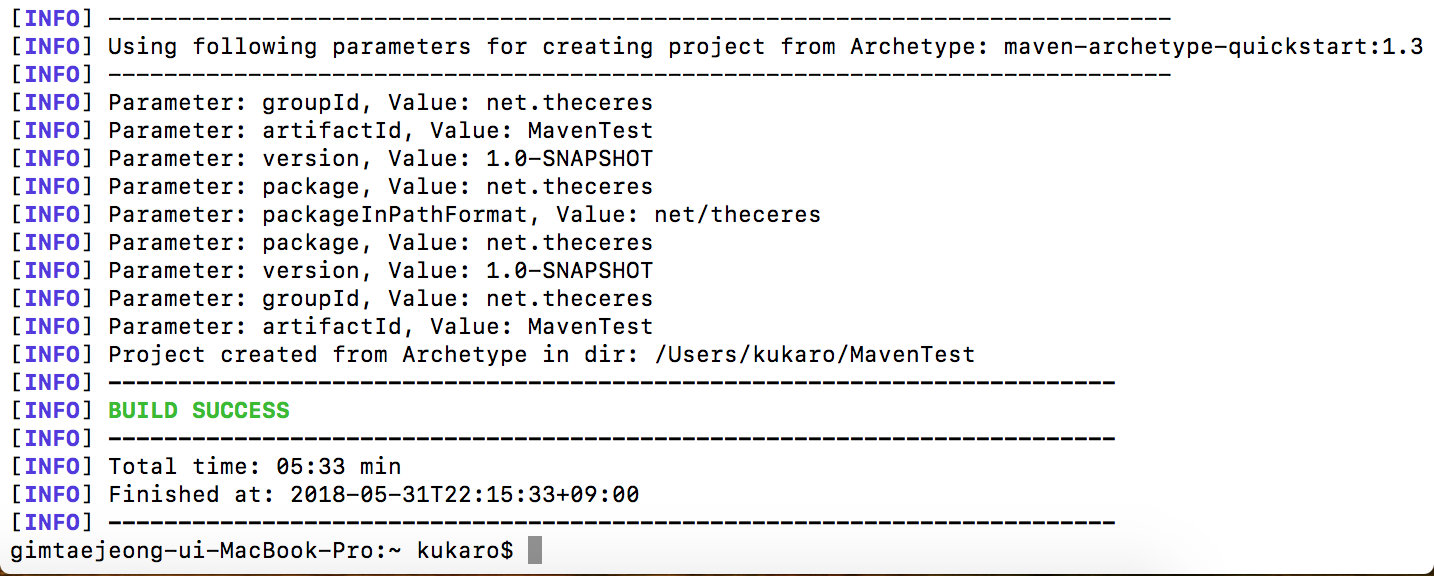 [INFO] ----------------------------------------------------------------------------
[INFO] Using following parameters for creating project from Archetype: maven-archetype-quickstart:1.3
[INFO] ----------------------------------------------------------------------------
[INFO] Parameter: groupId, Value: net.theceres
[INFO] Parameter: artifactId, Value: MavenTest
[INFO] Parameter: version, Value: 1.0-SNAPSHOT
[INFO] Parameter: package, Value: net.theceres
[INFO] Parameter: packageInPathFormat, Value: net/theceres
[INFO] Parameter: package, Value: net.theceres
[INFO] Parameter: version, Value: 1.0-SNAPSHOT
[INFO] Parameter: groupId, Value: net.theceres
[INFO] Parameter: artifactId, Value: MavenTest
[INFO] Project created from Archetype in dir: /Users/kukaro/MavenTest
[INFO] ------------------------------------------------------------------------
[INFO] BUILD SUCCESS
[INFO] ------------------------------------------------------------------------
[INFO] Total time: 05:33 min
[INFO] Finished at: 2018-05-31T22:15:33+09:00
[INFO] ------------------------------------------------------------------------
gimtaejeong-ui-MacBook-Pro:~ kukaro$